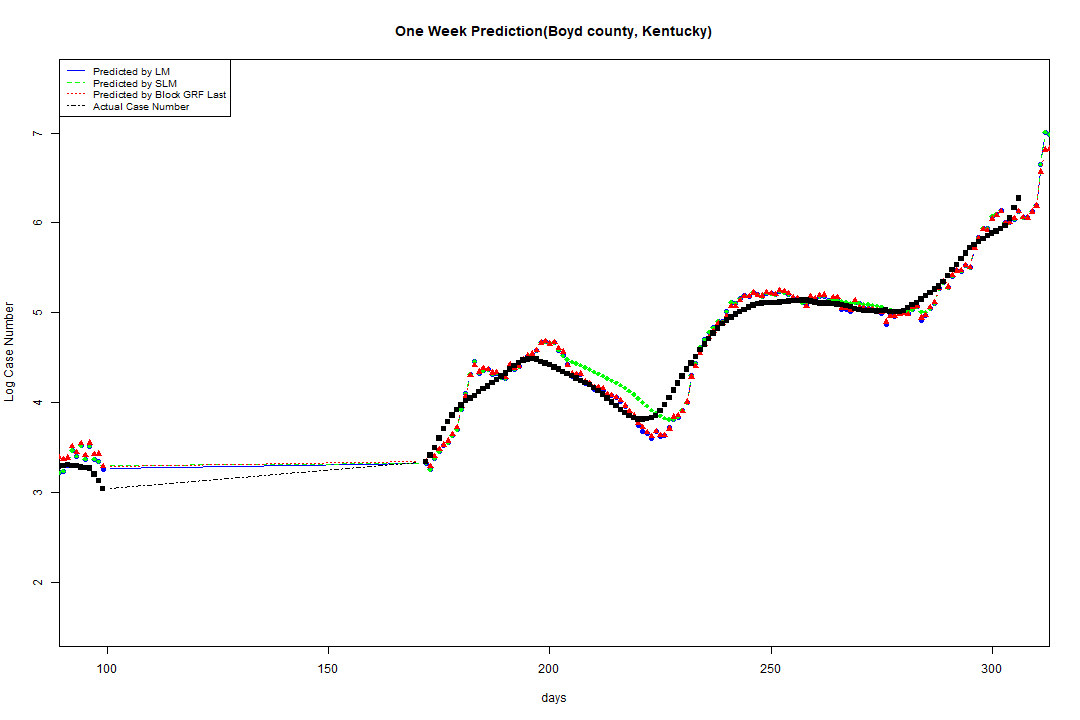 One Week Prediction(Boyd county, Kentucky)
Predicted by LM
Predicted by SLM
Predicted by Block GRF Last
Actual Case Number
Log Case Number
7
6
5
4
3
2
100 150 200 250 300
days